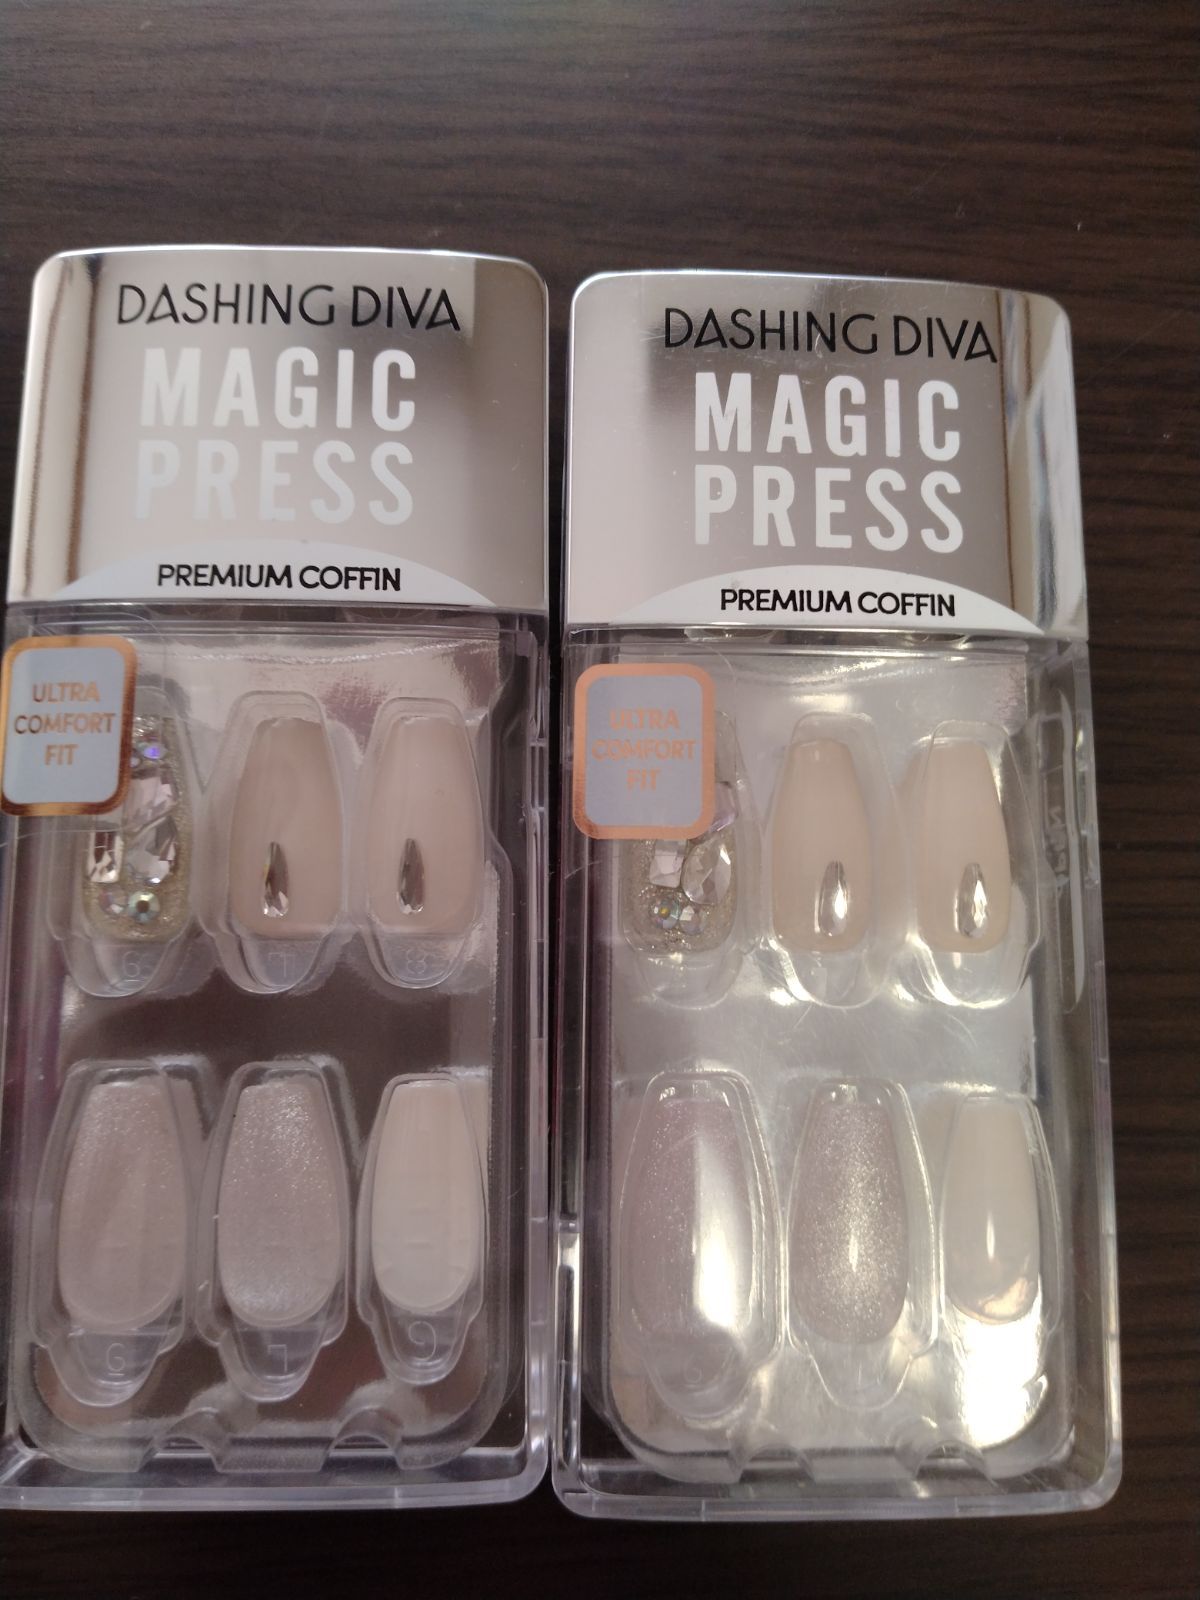 DASHING DIVA
MAGIC
PRESS
PREMIUM COFFIN
ULTRA
COMFORT
FIT
DASHING DIVA
MAGIC
PRESS
PREMIUM COFFIN
ULTRA
COMFORT
FIT